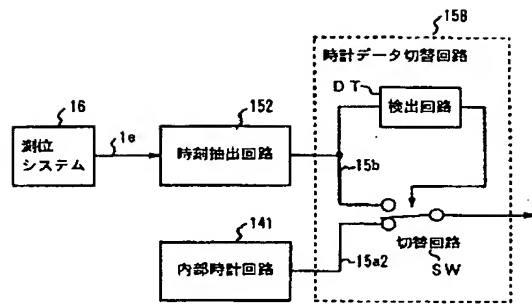 15B
時計データ切替回路
DT
検出回路
16
測位
システム
1e
152
時刻抽出回路
15b
切替回路
SW
141
内部時計回路
15a2